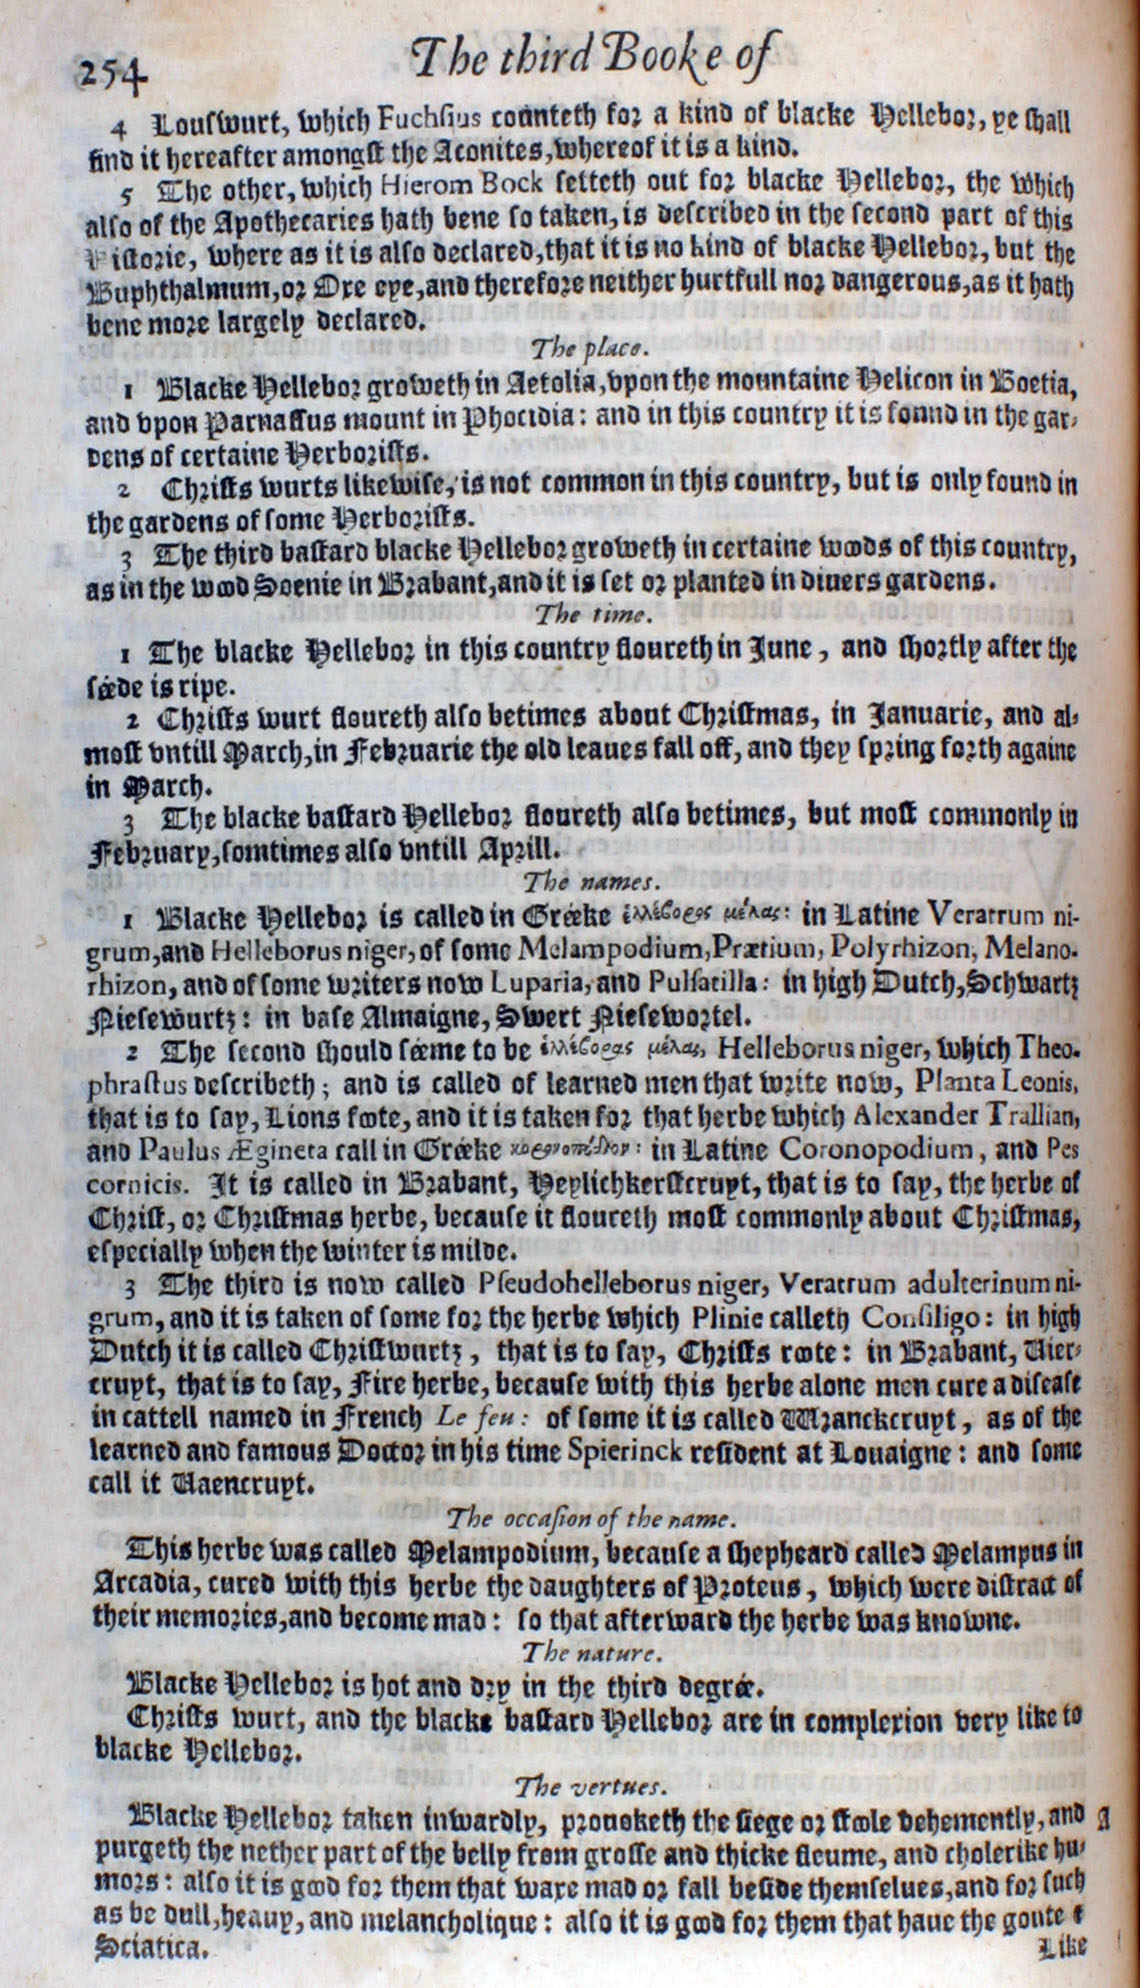 254
The third Booke of
4 Louſwurt, which Fuchſius counteth for a kind of blacke Hellebor, ye ſhall
find it hereafter amongſt the Aconites, whereof it is a kind.
5 The other, which Hierom Bock ſetteth out for blacke Hellebor, the which
alſo of the Apothecaries hath bene ſo taken, is deſcribed in the ſecond part of this
Hiſtorie, where as it is alſo declared, that it is no kind of blacke Hellebor, but the
Buphthalmum, or Oxe eye, and therefore neither hurtfull nor dangerous, as it hath
bene more largely declared.
The place.
1 Blacke Hellebor groweth in Aetolia, vpon the mountaine Helicon in Boetia,
and vpon Parnaſſus mount in Phocidia: and in this country it is found in the gar-
dens of certaine Herboriſts.
2 Chriſts wurts likewiſe, is not common in this country, but is only found in
the gardens of ſome Herboriſts.
3 The third baſtard blacke Hellebor groweth in certaine woods of this country,
as in the wood Soenie in Brabant, and it is ſet or planted in diuers gardens.
The time.
1 The blacke Hellebor in this country floureth in June, and ſhortly after the
ſéede is ripe.
2 Chriſts wurt floureth alſo betimes about Chriſtmas, in Januarie, and al-
moſt vntill March, in Februarie the old leaues fall off, and they ſpring forth againe
in March.
3 The blacke baſtard Hellebor floureth alſo betimes, but moſt commonly in
February, ſomtimes alſo vntill Aprill.
The names.
1 Blacke Hellebor is called in Gréeke ἑλλέβορος μέλας: in Latine Veratrum ni-
grum, and Helleborus niger, of ſome Melampodium, Prætium, Polyrhizon, Melano-
rhizon, and of ſome writers now Luparia, and Pulſatilla: in high Dutch, Schwartz
Nieſewurtz: in baſe Almaigne, Swert Nieſewortel.
2 The ſecond ſhould ſéeme to be ἑλλέβορας μέλας, Helleborus niger, which Theo-
phraſtus deſcribeth; and is called of learned men that write now, Planta Leonis,
that is to ſay, Lions foote, and it is taken for that herbe which Alexander Trallian,
and Paulus Ægineta call in Gréeke: in Latine Coronopodium, and Pes
cornicis. It is called in Brabant, Heylichkerſtcruyt, that is to ſay, the herbe of
Chriſt, or Chriſtmas herbe, becauſe it floureth moſt commonly about Chriſtmas,
eſpecially when the winter is milde.
3 The third is now called Pſeudohelleborus niger, Veratrum adulterinum ni-
grum, and it is taken of ſome for the herbe which Plinie calleth Conſiligo: in high
Dutch it is called Chriſtwurtz, that is to ſay, Chriſts roote: in Brabant, Vier-
cruyt, that is to ſay, Fire herbe, becauſe with this herbe alone men cure a diſeaſe
in cattell named in French Le feu: of ſome it is called Wranckcruyt, as of the
learned and famous Doctor in his time Spierinck reſident at Louaigne: and ſome
call it Vaencruyt.
The occaſion of the name.
This herbe was called Melampodium, becauſe a ſhepheard called Melampus in
Arcadia, cured with this herbe the daughters of Proteus, which were diſtract of
their memories, and become mad: ſo that afterward the herbe was knowne.
The nature.
Blacke Hellebor is hot and dry in the third degrée.
Chriſts wurt, and the blacke baſtard Hellebor are in complexion very like to
blacke Hellebor.
The vertues.
Blacke Hellebor taken inwardly, prouoketh the ſiege or ſtoole vehemently, and A
purgeth the nether part of the belly from groſſe and thicke fleume, and cholerike hu-
mors: alſo it is good for them that waxe mad or fall beſide themſelues, and for ſuch
as be dull, heauy, and melancholique: alſo it is good for them that haue the goute &
Sciatica.
Like